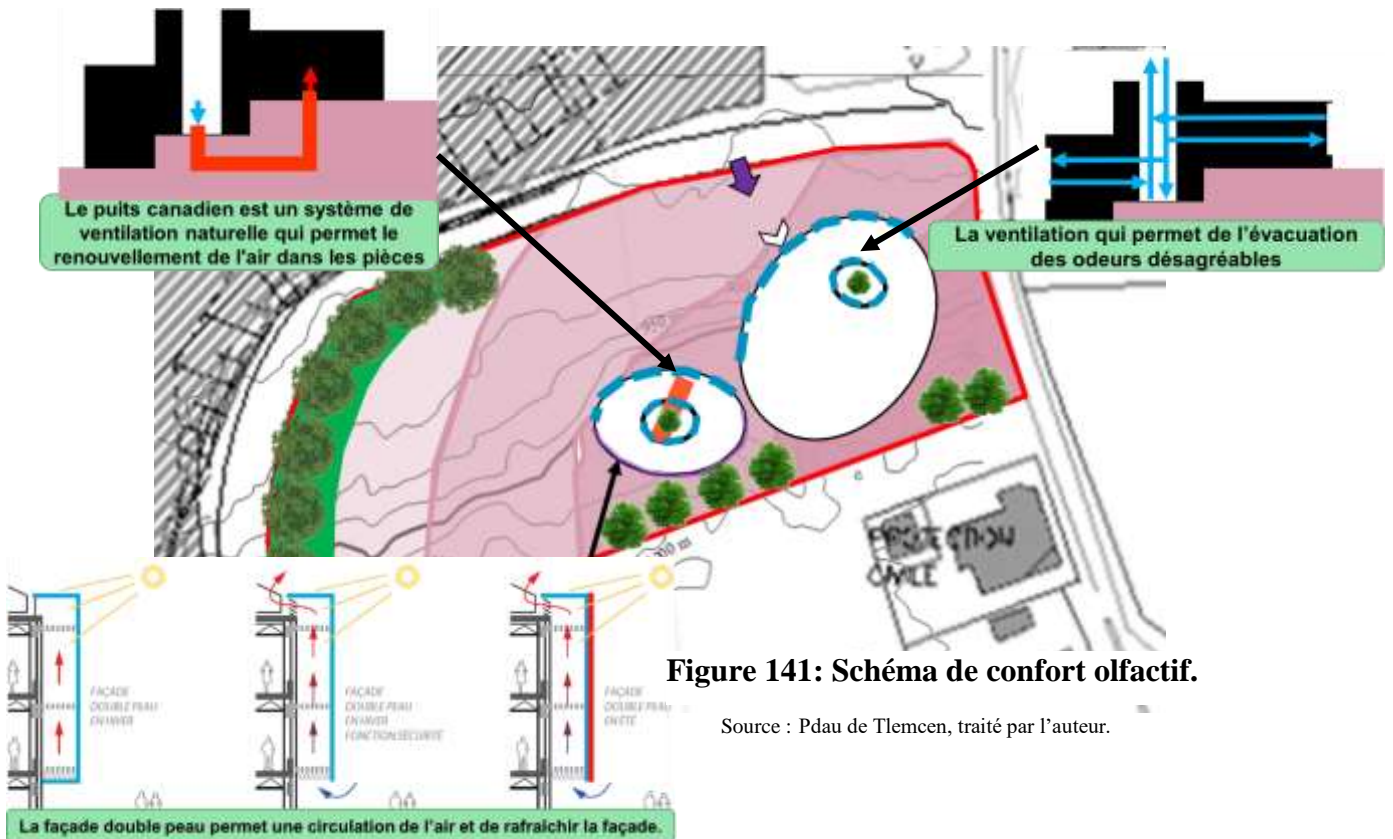 Le puits canadien est un système de
ventilation naturelle qui permet le
renouvellement de l'air dans les pièces
La ventilation qui permet de l'évacuation
des odeurs désagréables
PROTECTION
CIVILE
FAÇADE
DOUBLE PEAU
EN HIVER
FAÇADE
DOUBLE PEAU
EN HIVER
FONCTION SÉCURITÉ
FAÇADE
DOUBLE PEAU
EN ÉTÉ
La façade double peau permet une circulation de l'air et de rafraichir la façade.
Figure 141: Schéma de confort olfactif.
Source : Pdau de Tlemcen, traité par l'auteur.